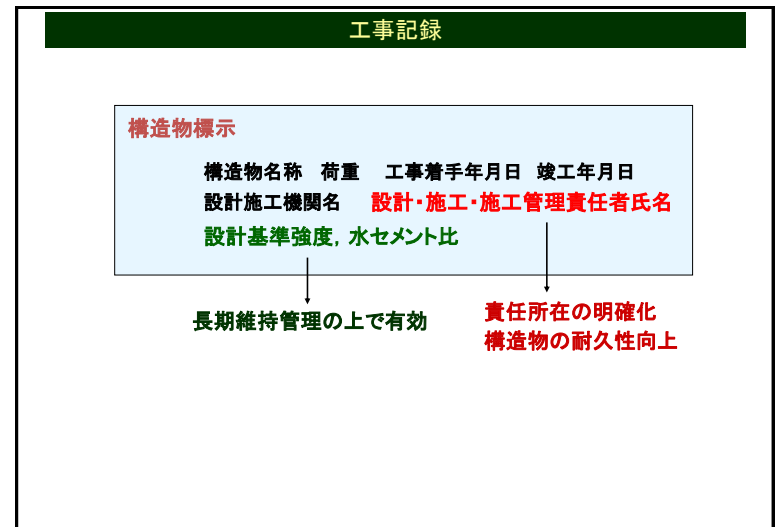 工事記録
構造物標示
構造物名称 荷重 工事着手年月日 竣工年月日
設計施工機関名 設計・施工・施工管理責任者氏名
設計基準強度, 水セメント比
長期維持管理の上で有効
責任所在の明確化
構造物の耐久性向上